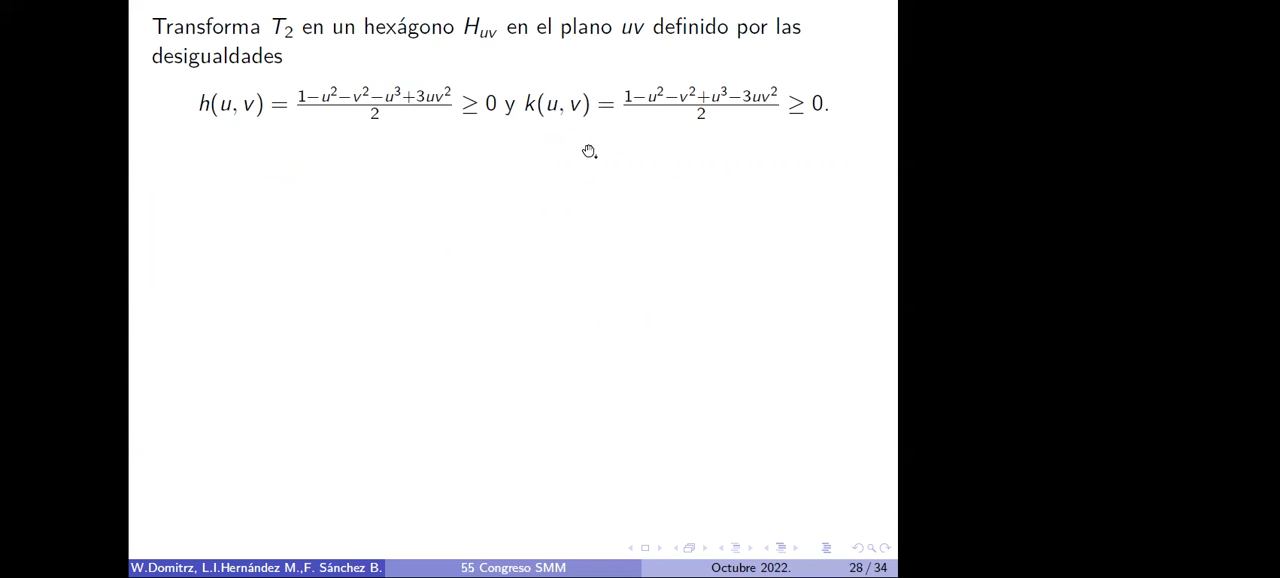 Transforma T₂ en un hexágono Hᵤᵥ en el plano uv definido por las
desigualdades
h(u, v) = (1−u²−v²−u³+3uv²)/2 ≥ 0 y k(u, v) = (1−u²−v²+u³−3uv²)/2 ≥ 0.
W.Domitrz, L.I.Hernández M.,F. Sánchez B. 55 Congreso SMM Octubre 2022. 28 / 34